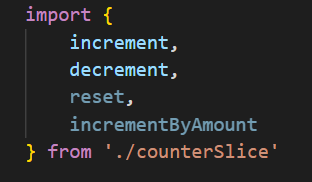 import {
    increment,
    decrement,
    reset,
    incrementByAmount
} from './counterSlice'